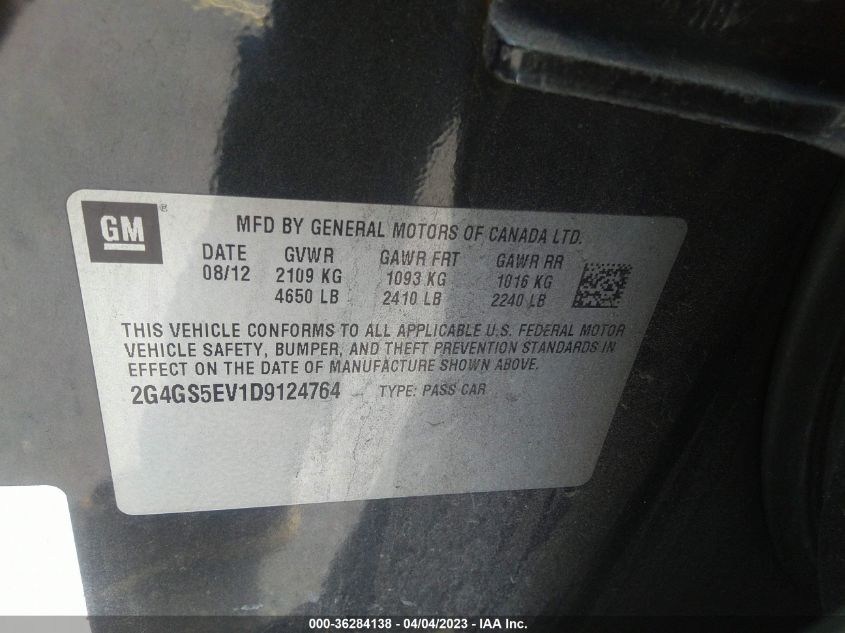 GM ®
MFD BY GENERAL MOTORS OF CANADA LTD.
DATE GVWR GAWR FRT GAWR RR
08/12 2109 KG 1093 KG 1016 KG
4650 LB 2410 LB 2240 LB
THIS VEHICLE CONFORMS TO ALL APPLICABLE U.S. FEDERAL MOTOR
VEHICLE SAFETY, BUMPER, AND THEFT PREVENTION STANDARDS IN
EFFECT ON THE DATE OF MANUFACTURE SHOWN ABOVE.
2G4GS5EV1D9124764 TYPE: PASS CAR
000-36284138 - 04/04/2023 - IAA Inc.